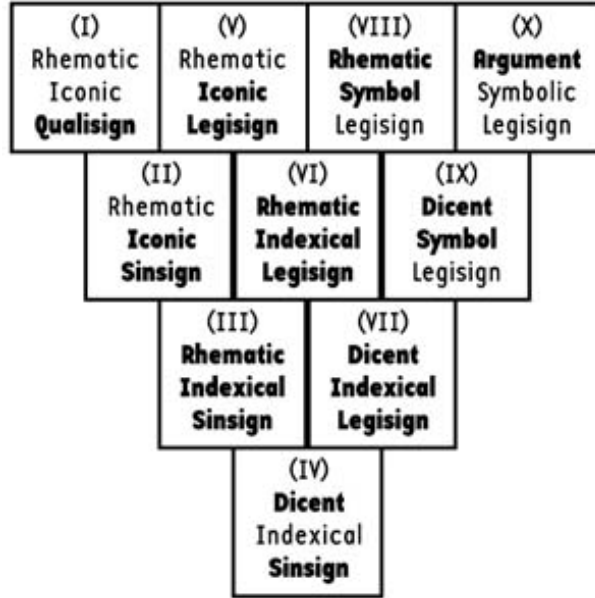 (I)
Rhematic
Iconic
Qualisign
(V)
Rhematic
Iconic
Legisign
(VIII)
Rhematic
Symbol
Legisign
(X)
Argument
Symbolic
Legisign
(II)
Rhematic
Iconic
Sinsign
(VI)
Rhematic
Indexical
Legisign
(IX)
Dicent
Symbol
Legisign
(III)
Rhematic
Indexical
Sinsign
(VII)
Dicent
Indexical
Legisign
(IV)
Dicent
Indexical
Sinsign